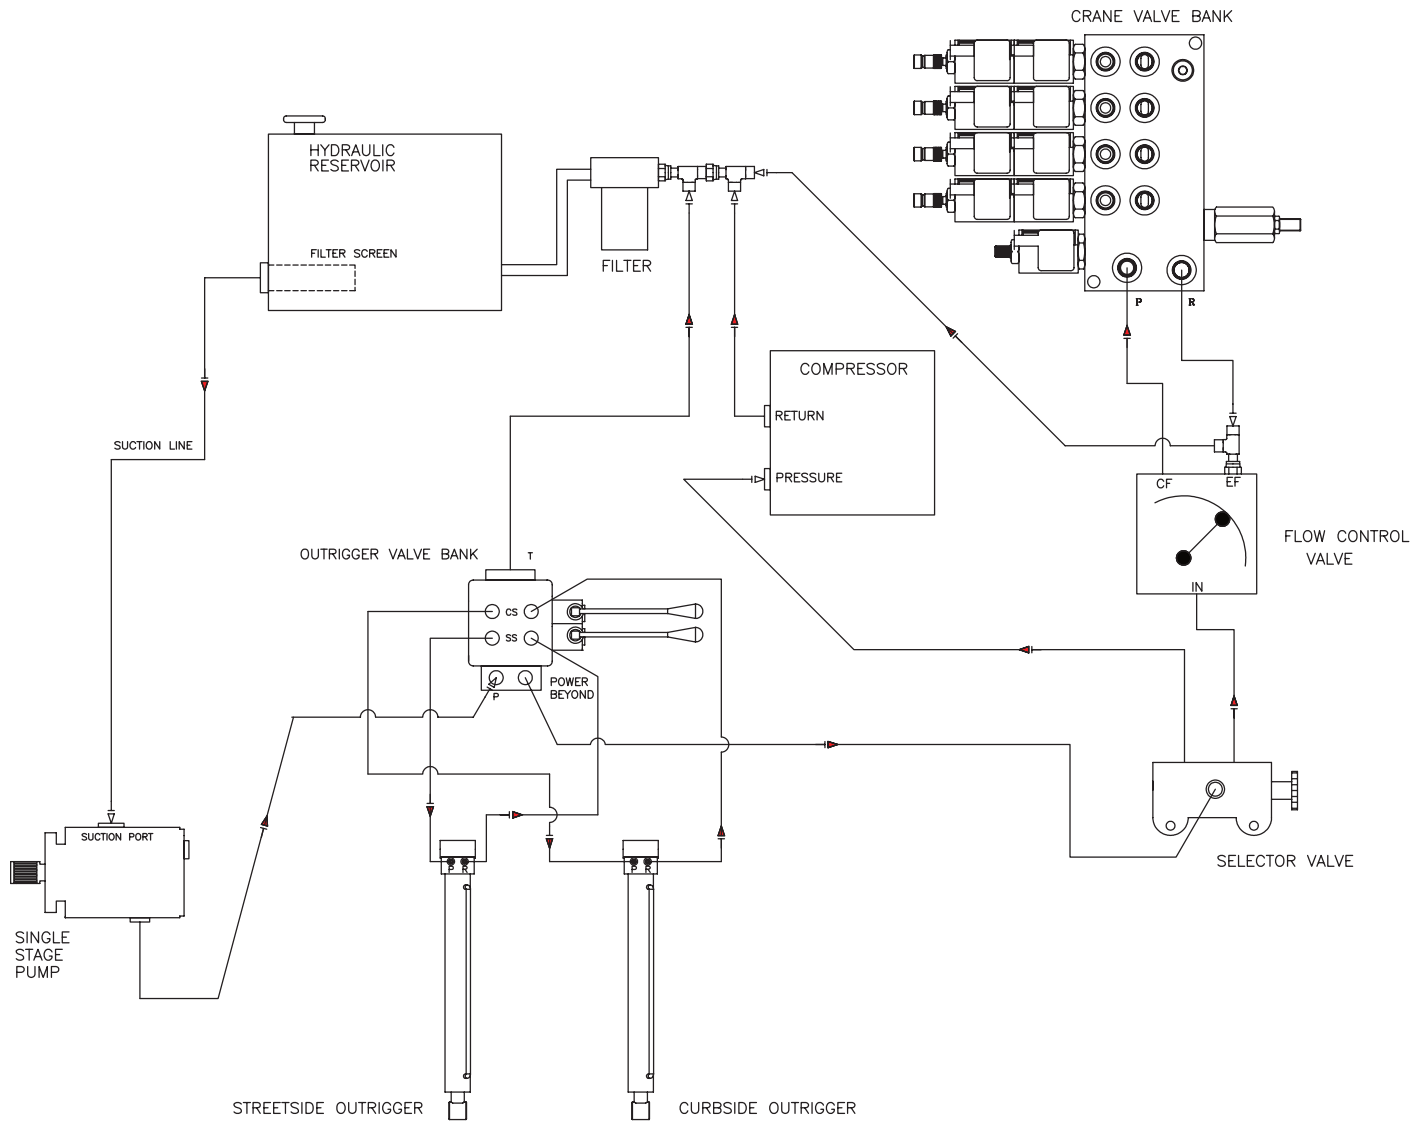 CRANE VALVE BANK
HYDRAULIC
RESERVOIR
FILTER SCREEN
FILTER
P
R
COMPRESSOR
RETURN
PRESSURE
SUCTION LINE
CF
EF
FLOW CONTROL
VALVE
IN
OUTRIGGER VALVE BANK
T
CS
SS
POWER
BEYOND
P
SUCTION PORT
SINGLE
STAGE
PUMP
P R
P R
SELECTOR VALVE
STREETSIDE OUTRIGGER
CURBSIDE OUTRIGGER